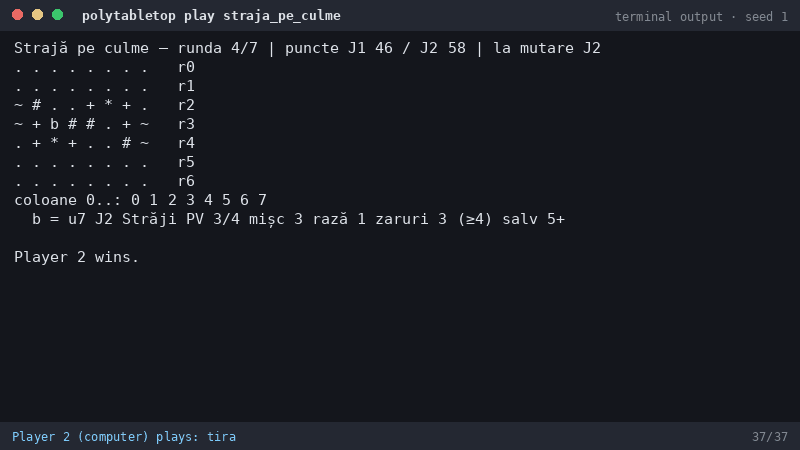 polytabletop play straja_pe_culme
terminal output · seed 1
Strajă pe culme — runda 4/7 | puncte J1 46 / J2 58 | la mutare J2
. . . . . . . .   r0
. . . . . . . .   r1
~ # . . + * + .   r2
~ + b # # . + ~   r3
. + * + . . # ~   r4
. . . . . . . .   r5
. . . . . . . .   r6
coloane 0..: 0 1 2 3 4 5 6 7
  b = u7 J2 Străji PV 3/4 mișc 3 rază 1 zaruri 3 (≥4) salv 5+
Player 2 wins.
Player 2 (computer) plays: tira
37/37